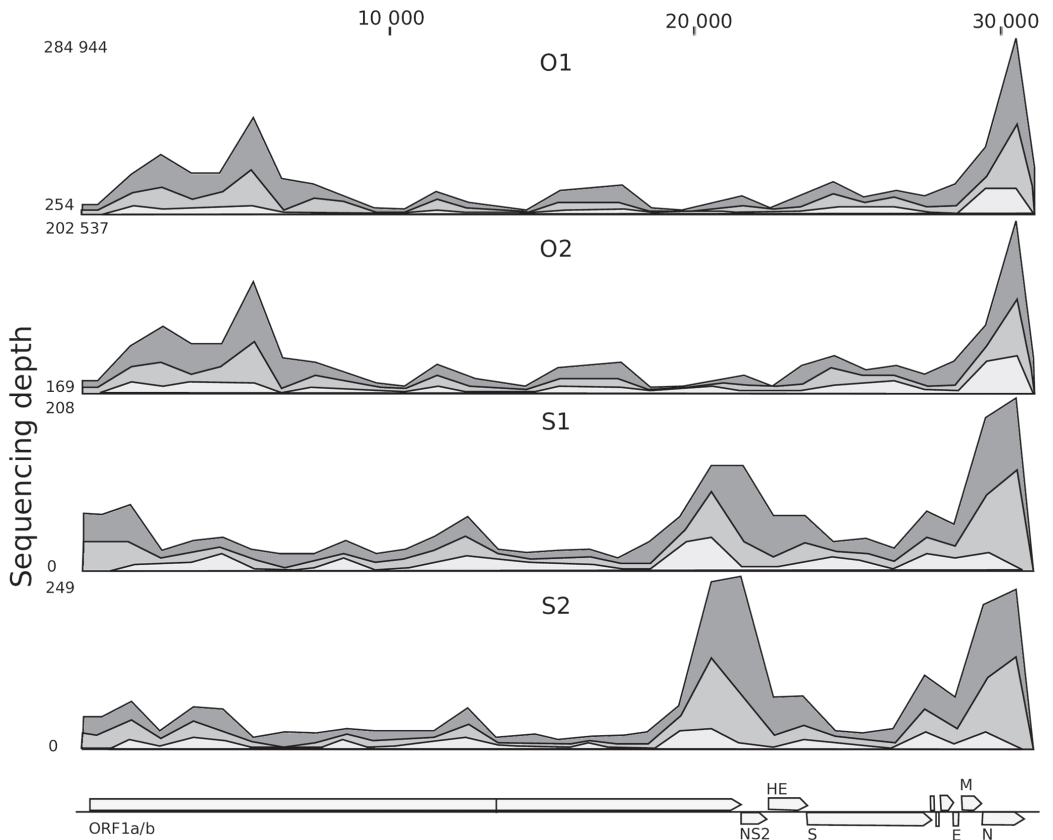 10 000
20 000
30 000
284 944
O1
254
202 537
O2
169
208
S1
0
249
S2
0
Sequencing depth
HE
M
ORF1a/b
NS2
S
E
N